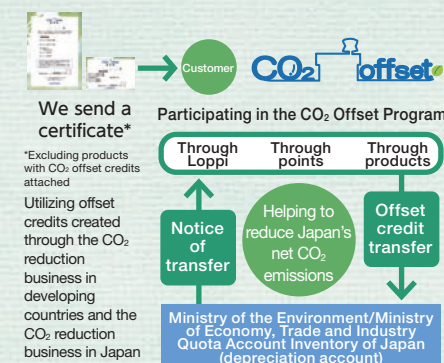 Customer
CO2 offset
We send a
certificate*
*Excluding products
with CO₂ offset credits
attached
Utilizing offset
credits created
through the CO₂
reduction
business in
developing
countries and the
CO₂ reduction
business in Japan
Participating in the CO₂ Offset Program
Through
Loppi
Through
points
Through
products
Notice
of
transfer
Helping to
reduce Japan's
net CO₂
emissions
Offset
credit
transfer
Ministry of the Environment/Ministry
of Economy, Trade and Industry
Quota Account Inventory of Japan
(depreciation account)